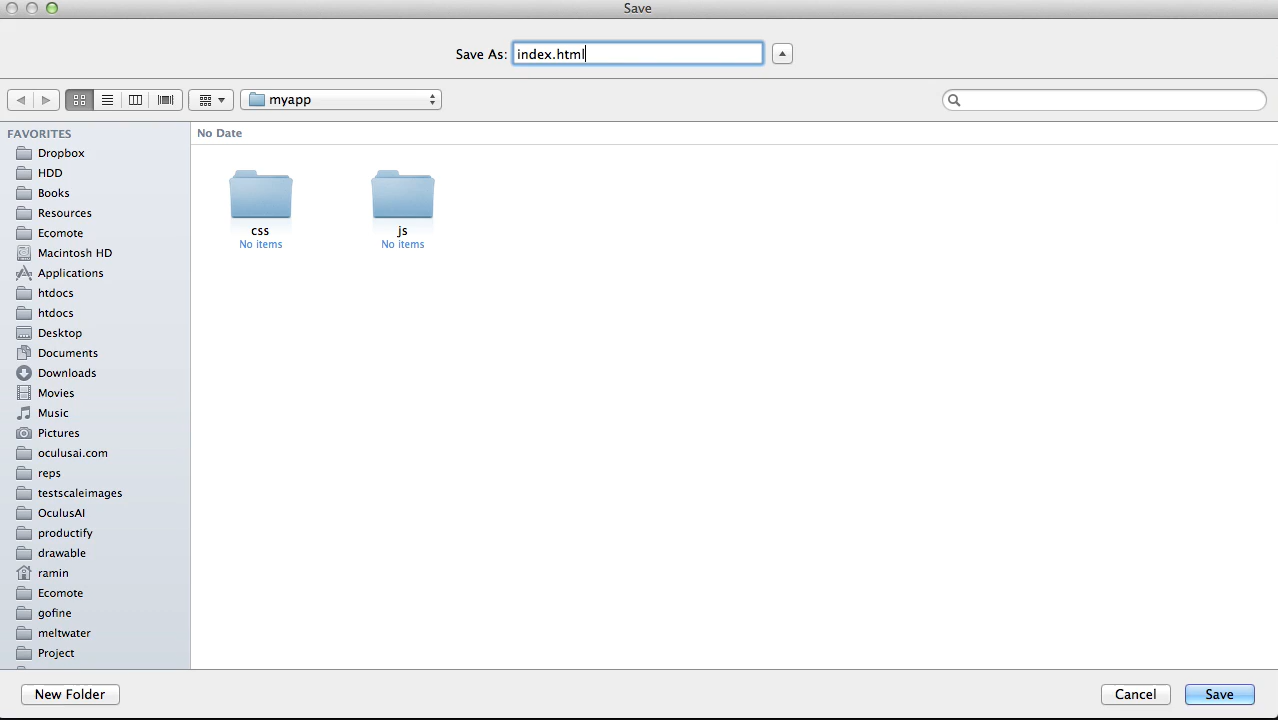 Save
Save As: index.html
myapp
FAVORITES
Dropbox
HDD
Books
Resources
Ecomote
Macintosh HD
Applications
htdocs
htdocs
Desktop
Documents
Downloads
Movies
Music
Pictures
oculusai.com
reps
testscaleimages
OculusAI
productify
drawable
ramin
Ecomote
gofine
meltwater
Project
No Date
css
No items
js
No items
New Folder
Cancel
Save